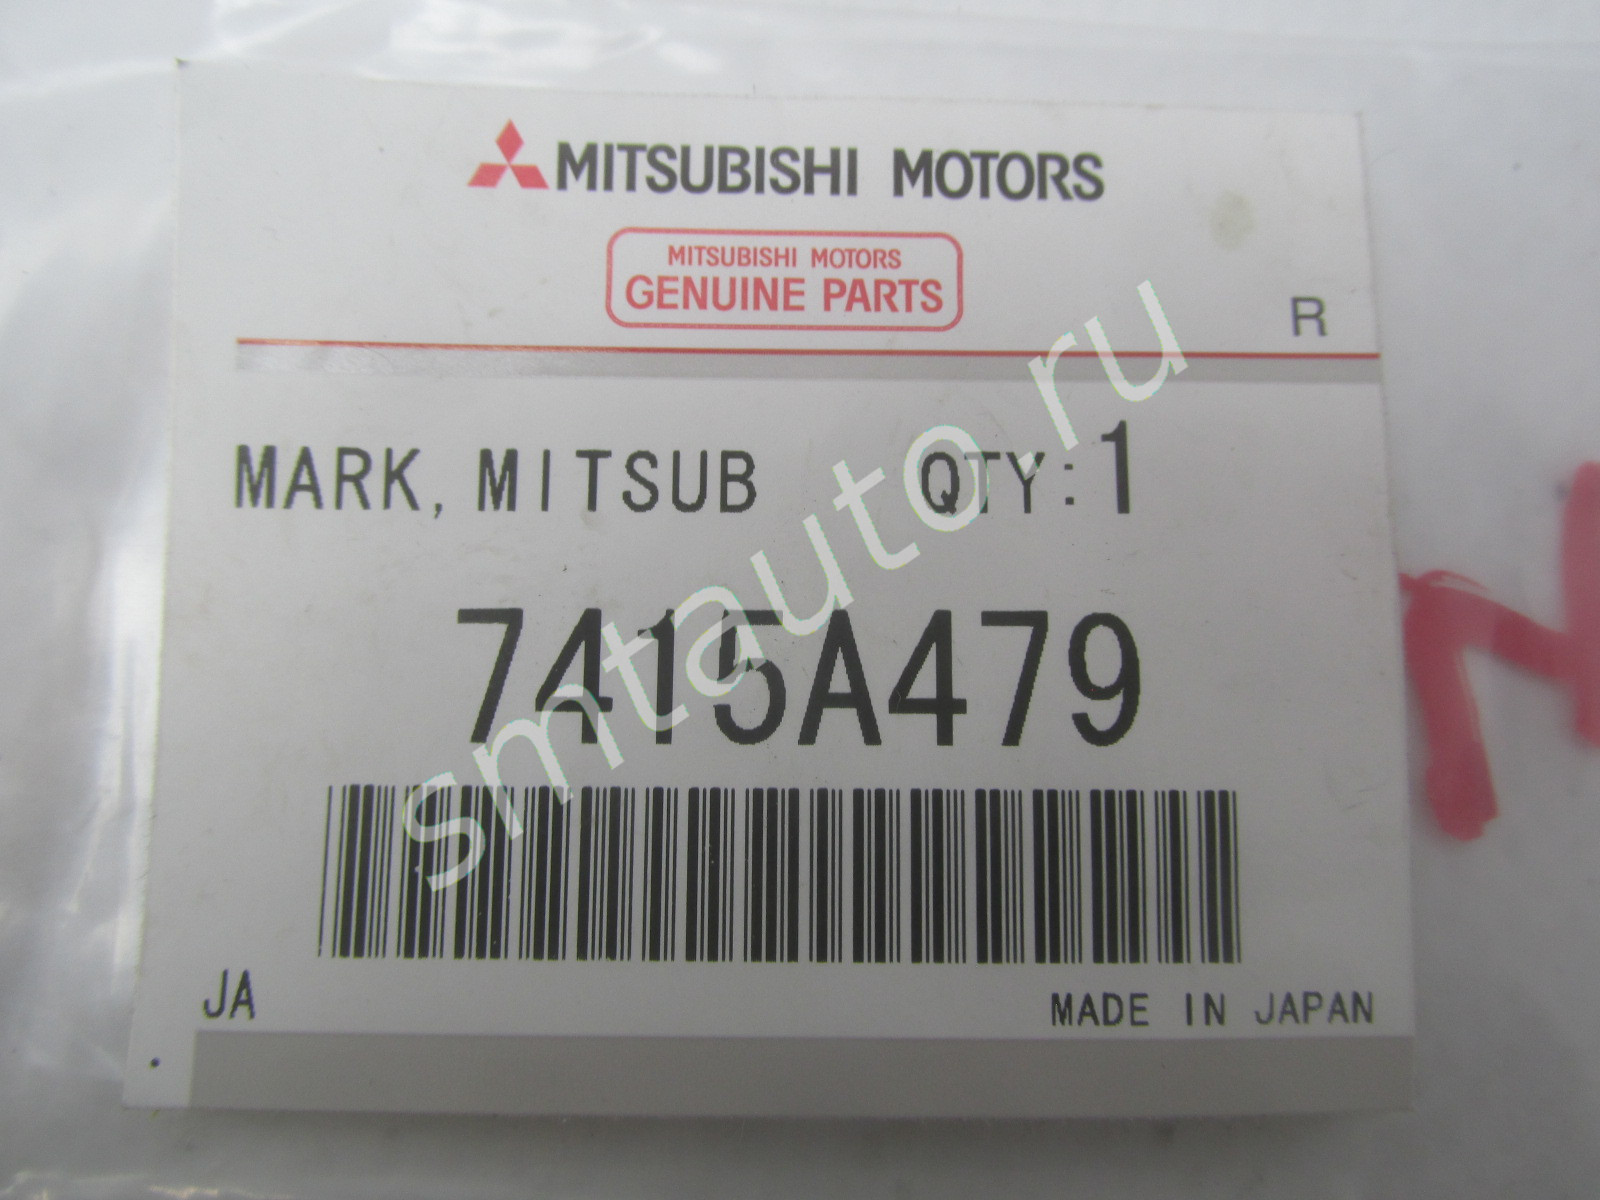 MITSUBISHI MOTORS
MITSUBISHI MOTORS
GENUINE PARTS
R
MARK, MITSUB QTY:1
7415A479
JA
MADE IN JAPAN
smtauto.ru